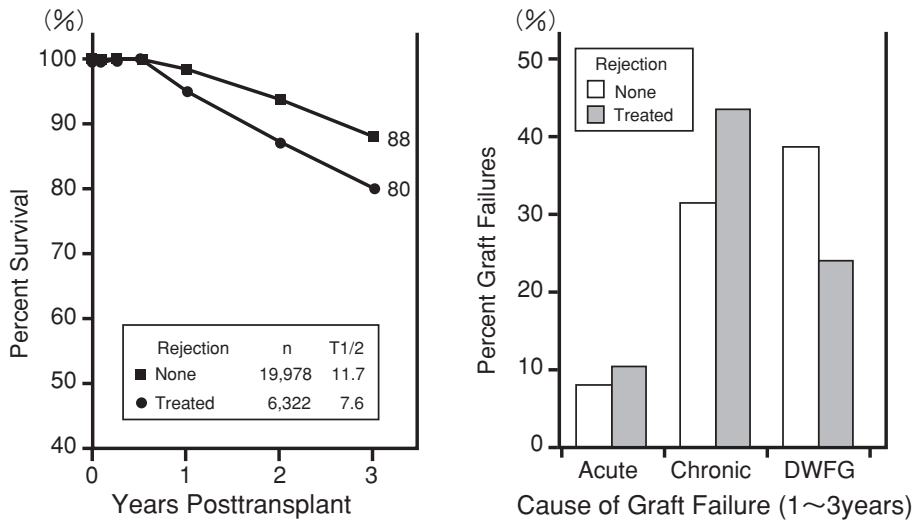 (%)
100
90
80
70
60
50
40
Percent Survival
88
80
Rejection n T1/2
None 19,978 11.7
Treated 6,322 7.6
0 1 2 3
Years Posttransplant
(%)
50
40
30
20
10
0
Percent Graft Failures
Rejection
None
Treated
Acute Chronic DWFG
Cause of Graft Failure (1～3years)